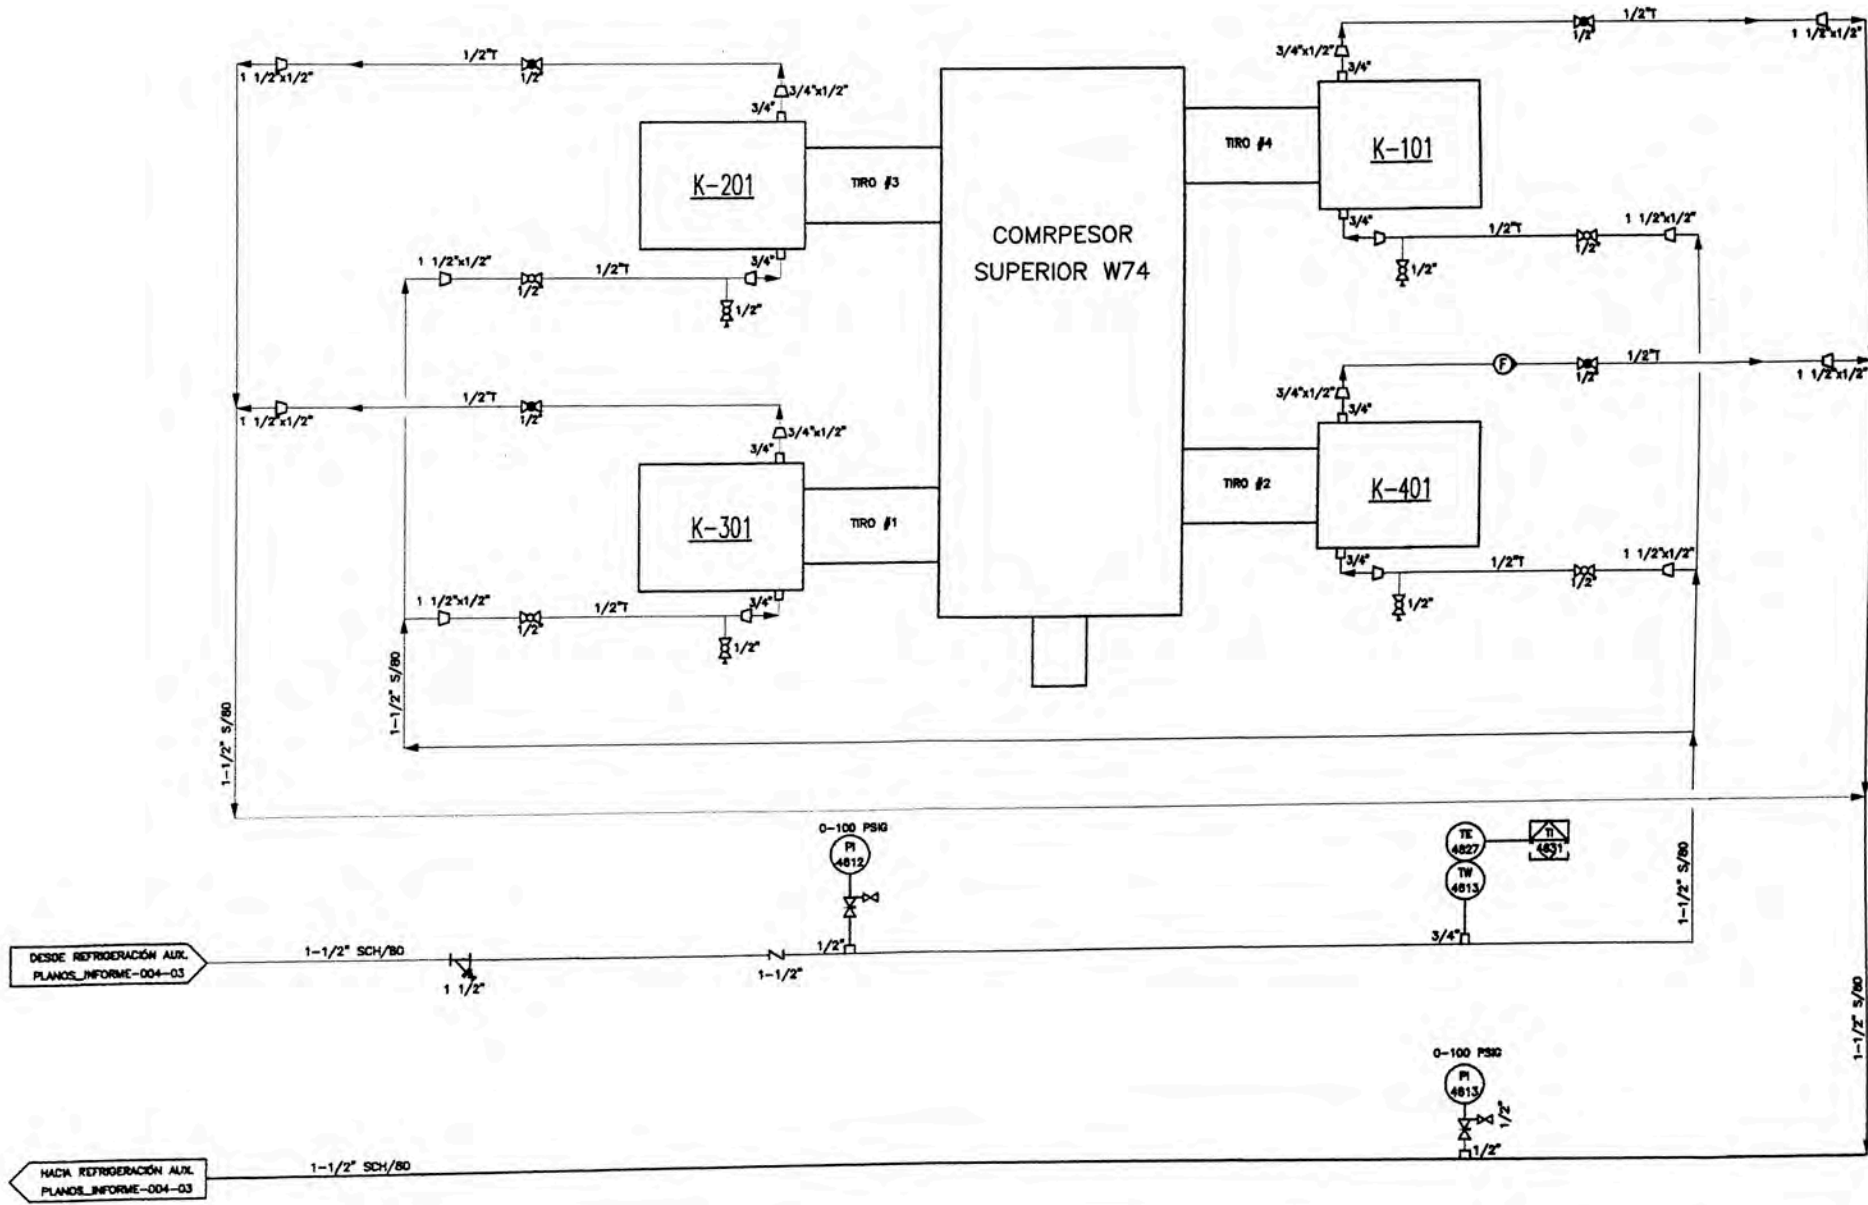 1/2"T
1/2"
1 1/2"x1/2"
3/4"x1/2"
3/4"
1/2"T
1/2"
1 1/2"x1/2"
3/4"x1/2"
3/4"
K-201
TIRO #3
TIRO #4
K-101
COMRPESOR
SUPERIOR W74
3/4"
1/2"T
1/2"
1 1/2"x1/2"
1/2"
1 1/2"x1/2"
1/2"
1/2"T
3/4"
1/2"
1/2"T
1/2"
1 1/2"x1/2"
3/4"x1/2"
3/4"
F
1/2"T
1/2"
1 1/2"x1/2"
3/4"x1/2"
3/4"
K-301
TIRO #1
TIRO #2
K-401
3/4"
1/2"T
1/2"
1 1/2"x1/2"
1/2"
1 1/2"x1/2"
1/2"
1/2"T
3/4"
1/2"
1-1/2" S/80
1-1/2" S/80
0-100 PSIG
PI
4612
1/2"
TE
4627
TI
4631
TW
4613
3/4"
1-1/2" S/80
DESDE REFRIGERACIÓN AUX.
PLANOS_INFORME-004-03
1-1/2" SCH/80
1 1/2"
1-1/2"
1-1/2" S/80
0-100 PSIG
PI
4613
1/2"
1/2"
HACIA REFRIGERACIÓN AUX.
PLANOS_INFORME-004-03
1-1/2" SCH/80